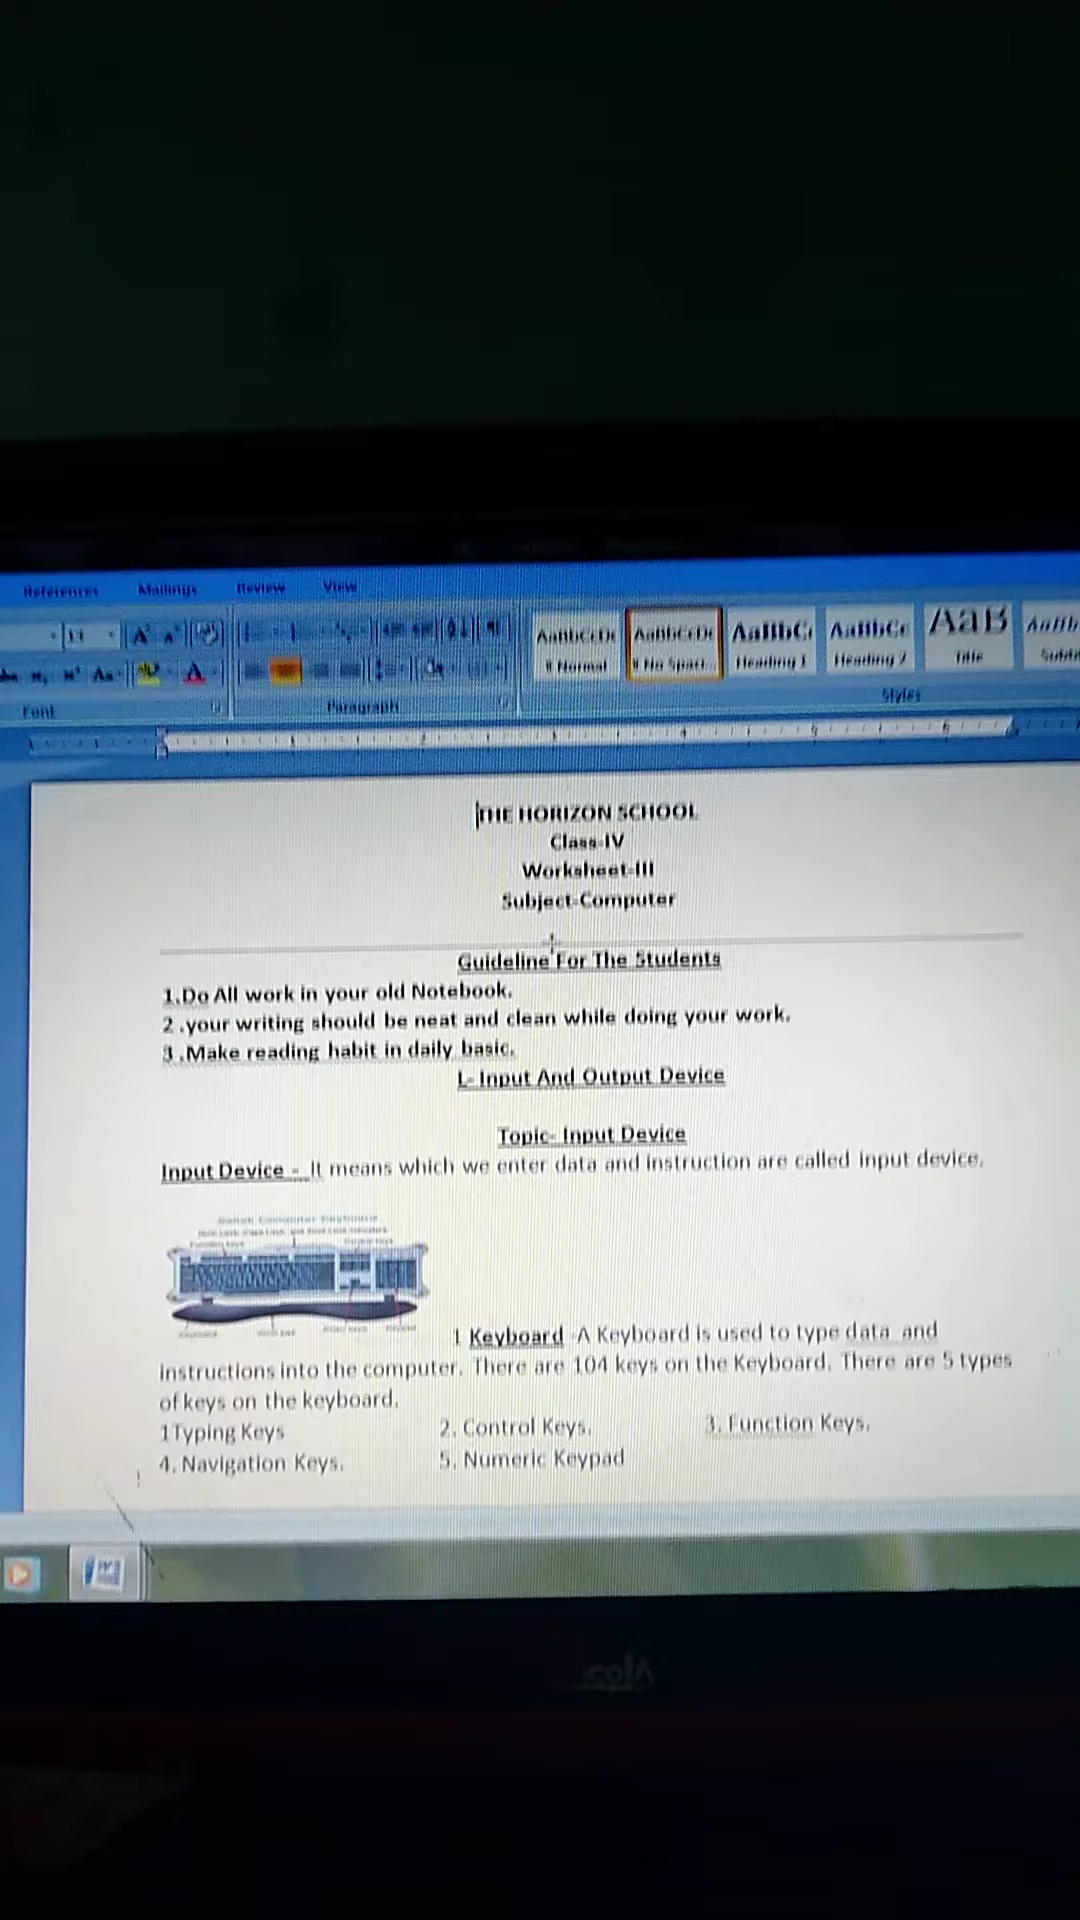 References Mailings Review View
Font Paragraph Styles
AaBbCcDc AaBbCcDc AaBbC AaBbCc AaB
Normal No Spaci... Heading 1 Heading 2 Title
THE HORIZON SCHOOL
Class-IV
Worksheet-III
Subject-Computer
Guideline For The Students
1.Do All work in your old Notebook.
2 .your writing should be neat and clean while doing your work.
3 .Make reading habit in daily basic.
L- Input And Output Device
Topic- Input Device
Input Device - It means which we enter data and instruction are called input device.
1 Keyboard -A Keyboard is used to type data and
instructions into the computer. There are 104 keys on the Keyboard. There are 5 types
of keys on the keyboard.
1Typing Keys 2. Control Keys. 3. Function Keys.
4. Navigation Keys. 5. Numeric Keypad